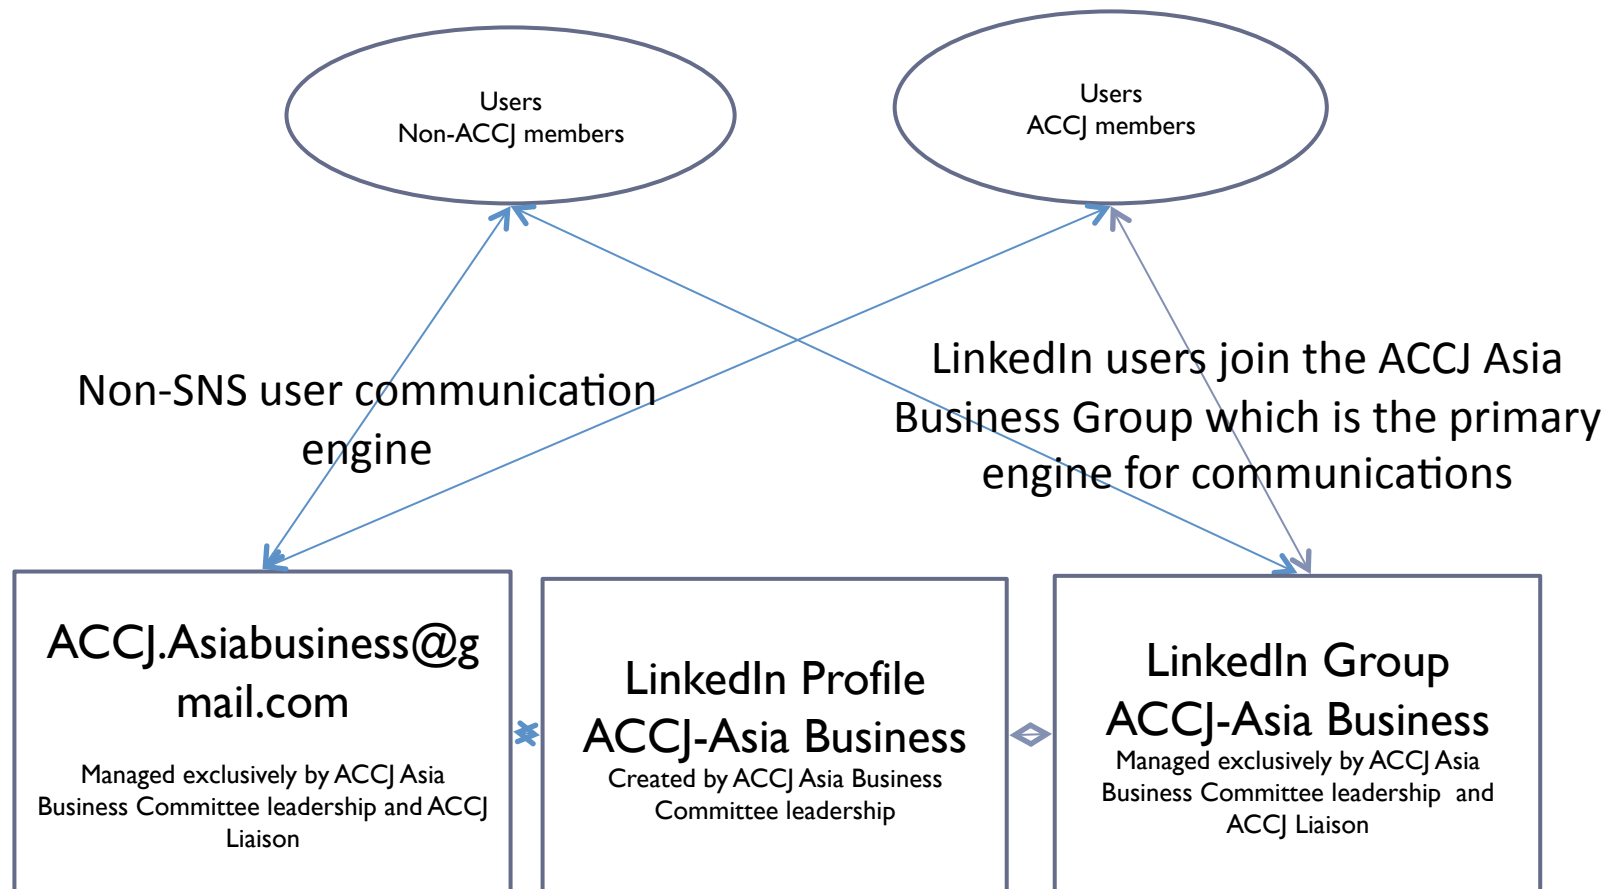 Users
Non-ACCJ members
Users
ACCJ members
Non-SNS user communication
engine
LinkedIn users join the ACCJ Asia
Business Group which is the primary
engine for communications
ACCJ.Asiabusiness@g
mail.com
Managed exclusively by ACCJ Asia
Business Committee leadership and ACCJ
Liaison
LinkedIn Profile
ACCJ-Asia Business
Created by ACCJ Asia Business
Committee leadership
LinkedIn Group
ACCJ-Asia Business
Managed exclusively by ACCJ Asia
Business Committee leadership and
ACCJ Liaison